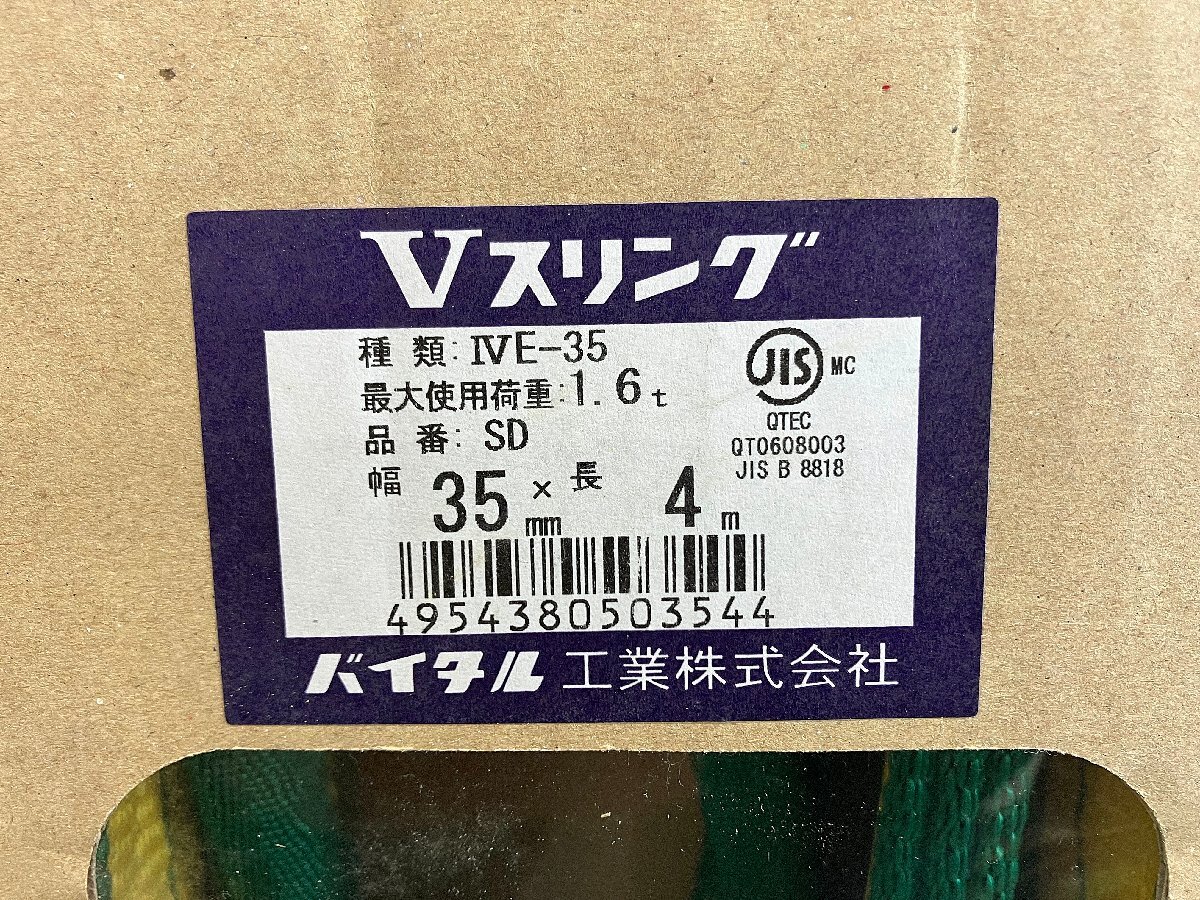 Vスリング
種類:ⅣE-35
最大使用荷重:1.6t
品番:SD
幅 35mm × 長 4m
JIS MC
QTEC
QT0608003
JIS B 8818
4954380503544
バイタル工業株式会社